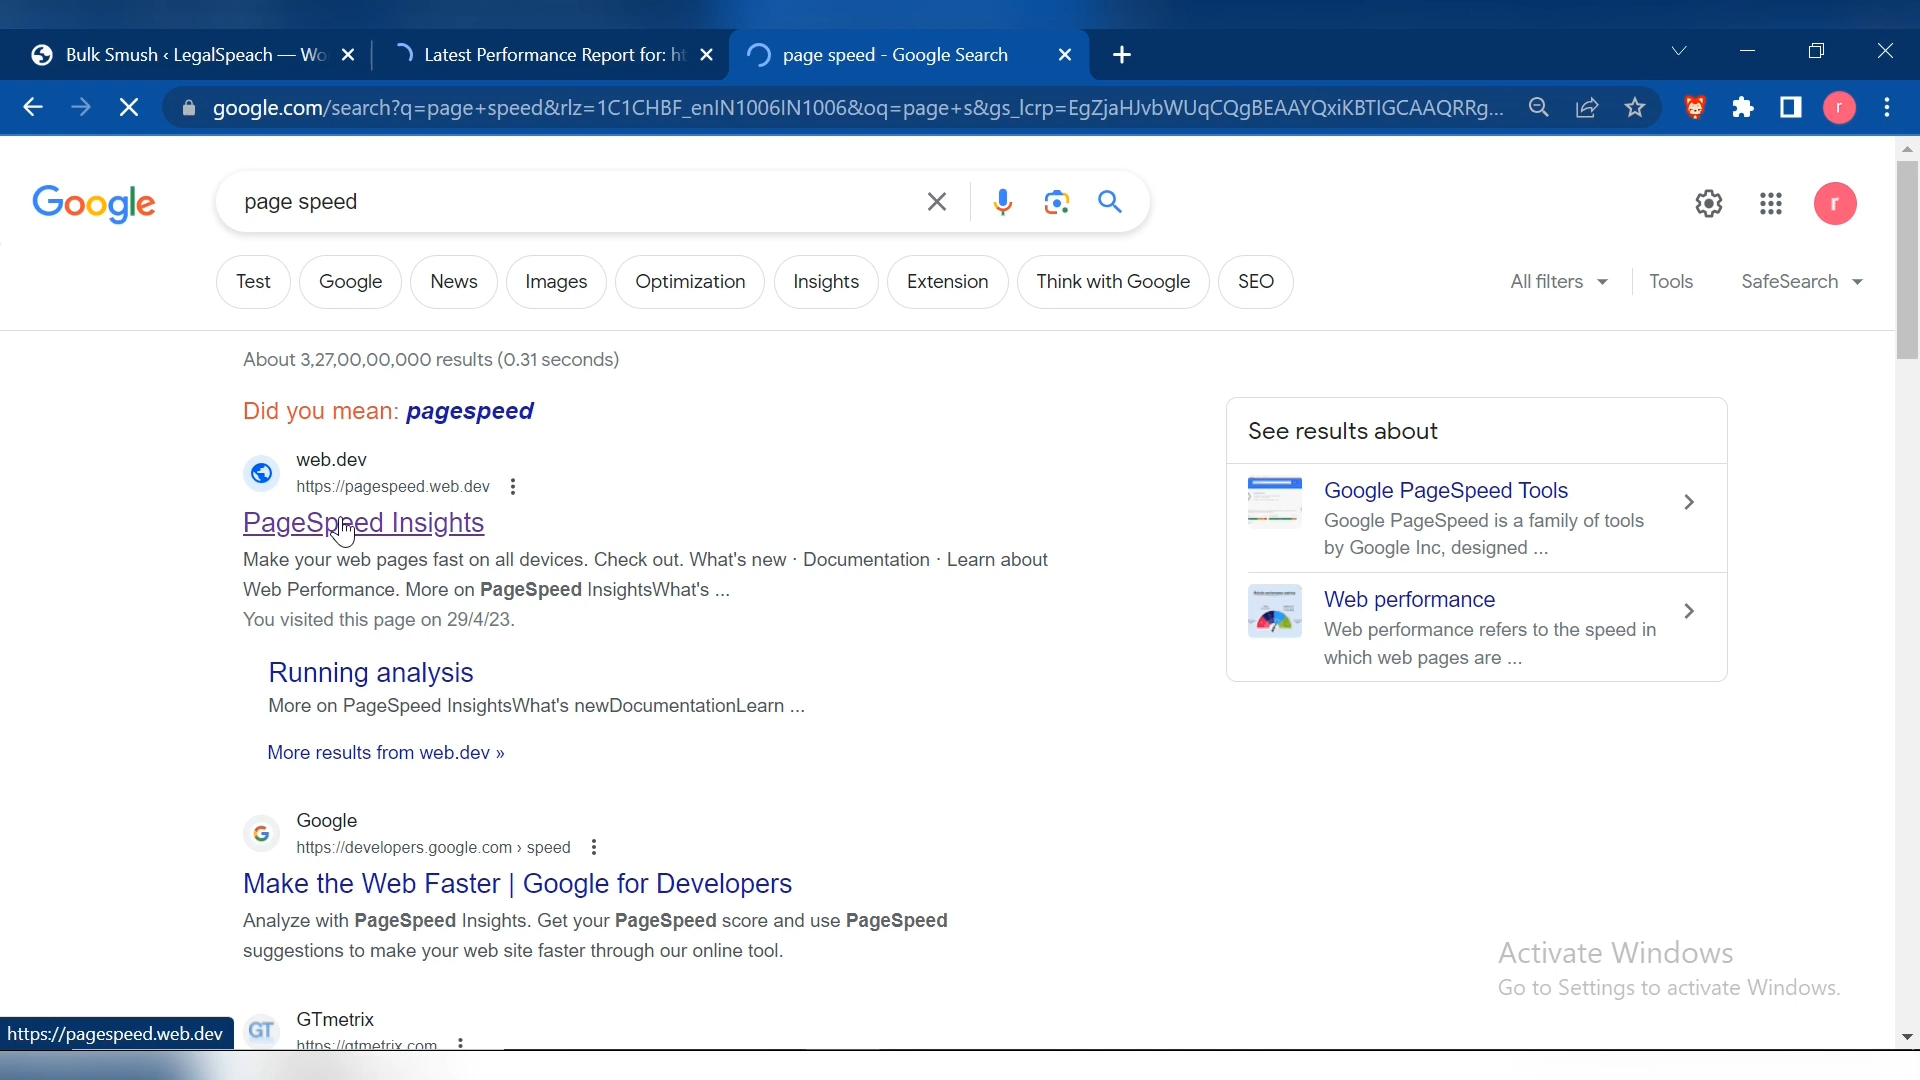 Bulk Smush ‹ LegalSpeach — Wo
Latest Performance Report for: ht
page speed - Google Search
google.com/search?q=page+speed&rlz=1C1CHBF_enIN1006IN1006&oq=page+s&gs_lcrp=EgZjaHJvbWUqCQgBEAAYQxiKBTIGCAAQRRg...
r
Google
page speed
r
Test
Google
News
Images
Optimization
Insights
Extension
Think with Google
SEO
All filters
Tools
SafeSearch
About 3,27,00,00,000 results (0.31 seconds)
Did you mean: pagespeed
See results about
web.dev
https://pagespeed.web.dev
PageSpeed Insights
Make your web pages fast on all devices. Check out. What's new · Documentation · Learn about
Web Performance. More on PageSpeed InsightsWhat's ...
You visited this page on 29/4/23.
Google PageSpeed Tools
Google PageSpeed is a family of tools
by Google Inc, designed ...
Web performance
Web performance refers to the speed in
which web pages are ...
Running analysis
More on PageSpeed InsightsWhat's newDocumentationLearn ...
More results from web.dev »
Google
https://developers.google.com › speed
Make the Web Faster | Google for Developers
Analyze with PageSpeed Insights. Get your PageSpeed score and use PageSpeed
suggestions to make your web site faster through our online tool.
Activate Windows
Go to Settings to activate Windows.
GT
GTmetrix
https://gtmetrix.com
https://pagespeed.web.dev